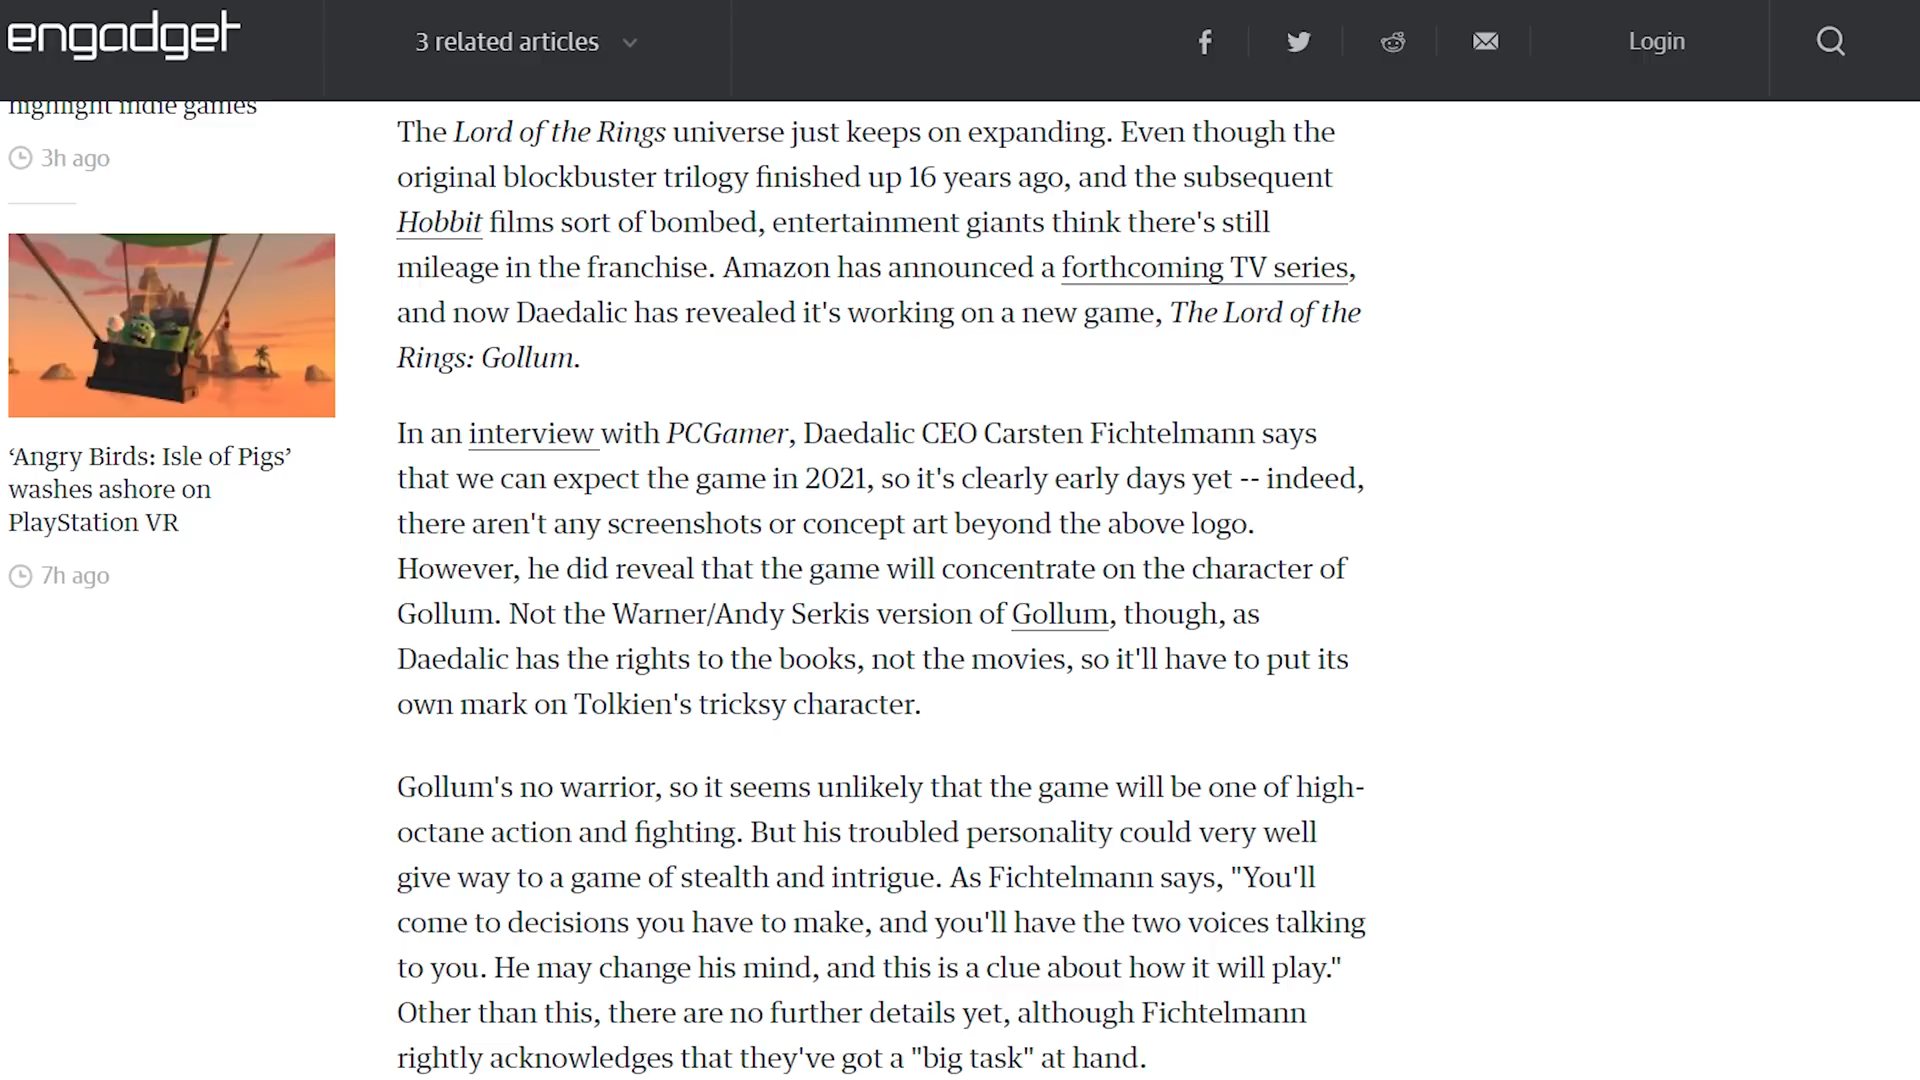 engadget
3 related articles
Login
highlight indie games
3h ago
‘Angry Birds: Isle of Pigs’
washes ashore on
PlayStation VR
7h ago
The Lord of the Rings universe just keeps on expanding. Even though the
original blockbuster trilogy finished up 16 years ago, and the subsequent
Hobbit films sort of bombed, entertainment giants think there's still
mileage in the franchise. Amazon has announced a forthcoming TV series,
and now Daedalic has revealed it's working on a new game, The Lord of the
Rings: Gollum.
In an interview with PCGamer, Daedalic CEO Carsten Fichtelmann says
that we can expect the game in 2021, so it's clearly early days yet -- indeed,
there aren't any screenshots or concept art beyond the above logo.
However, he did reveal that the game will concentrate on the character of
Gollum. Not the Warner/Andy Serkis version of Gollum, though, as
Daedalic has the rights to the books, not the movies, so it'll have to put its
own mark on Tolkien's tricksy character.
Gollum's no warrior, so it seems unlikely that the game will be one of high-
octane action and fighting. But his troubled personality could very well
give way to a game of stealth and intrigue. As Fichtelmann says, "You'll
come to decisions you have to make, and you'll have the two voices talking
to you. He may change his mind, and this is a clue about how it will play."
Other than this, there are no further details yet, although Fichtelmann
rightly acknowledges that they've got a "big task" at hand.